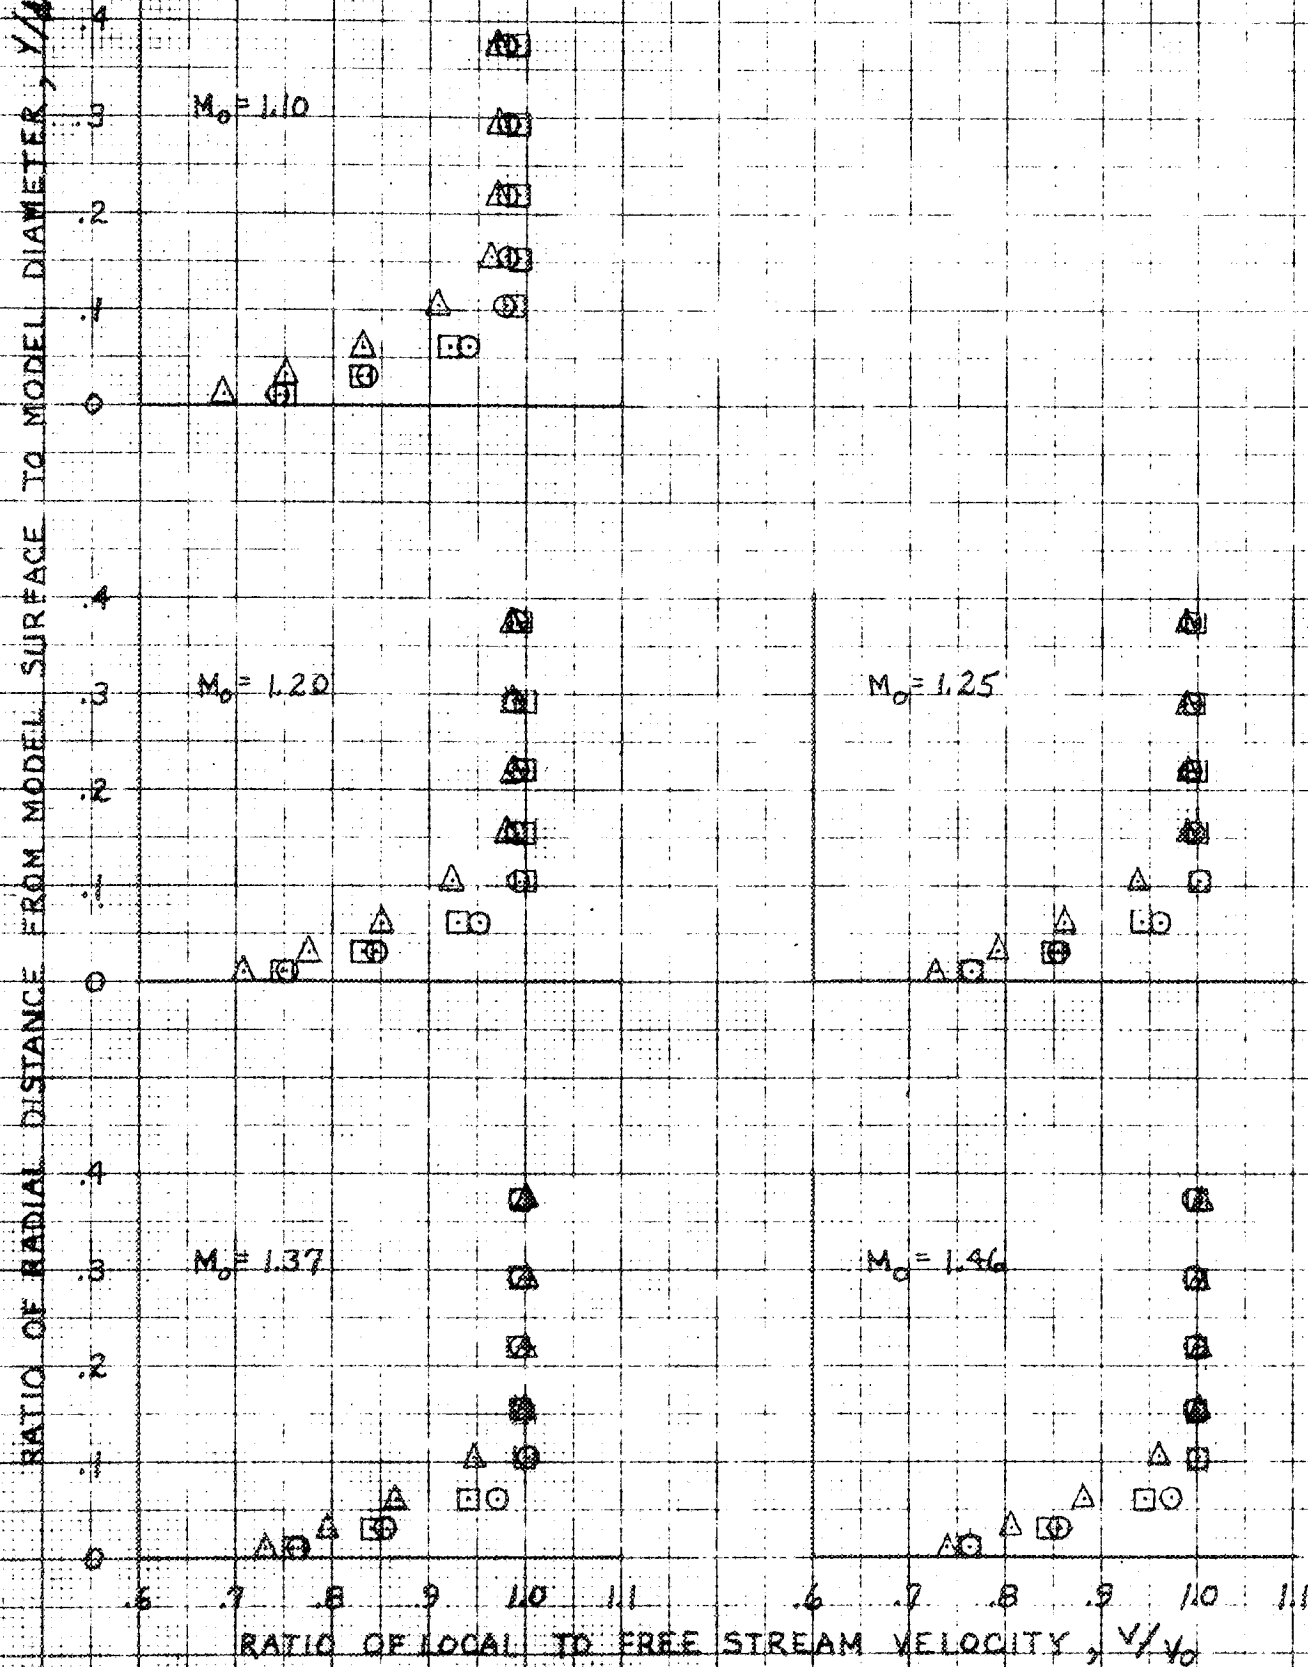 RATIO OF RADIAL DISTANCE FROM MODEL SURFACE TO MODEL DIAMETER, Y/d
.4
.3
.2
.1
0
M₀ = 1.10
.4
.3
.2
.1
0
M₀ = 1.20
M₀ = 1.25
.4
.3
.2
.1
0
M₀ = 1.37
M₀ = 1.46
.6 .7 .8 .9 1.0 1.1 .6 .7 .8 .9 1.0 1.1
RATIO OF LOCAL TO FREE STREAM VELOCITY, V/V₀